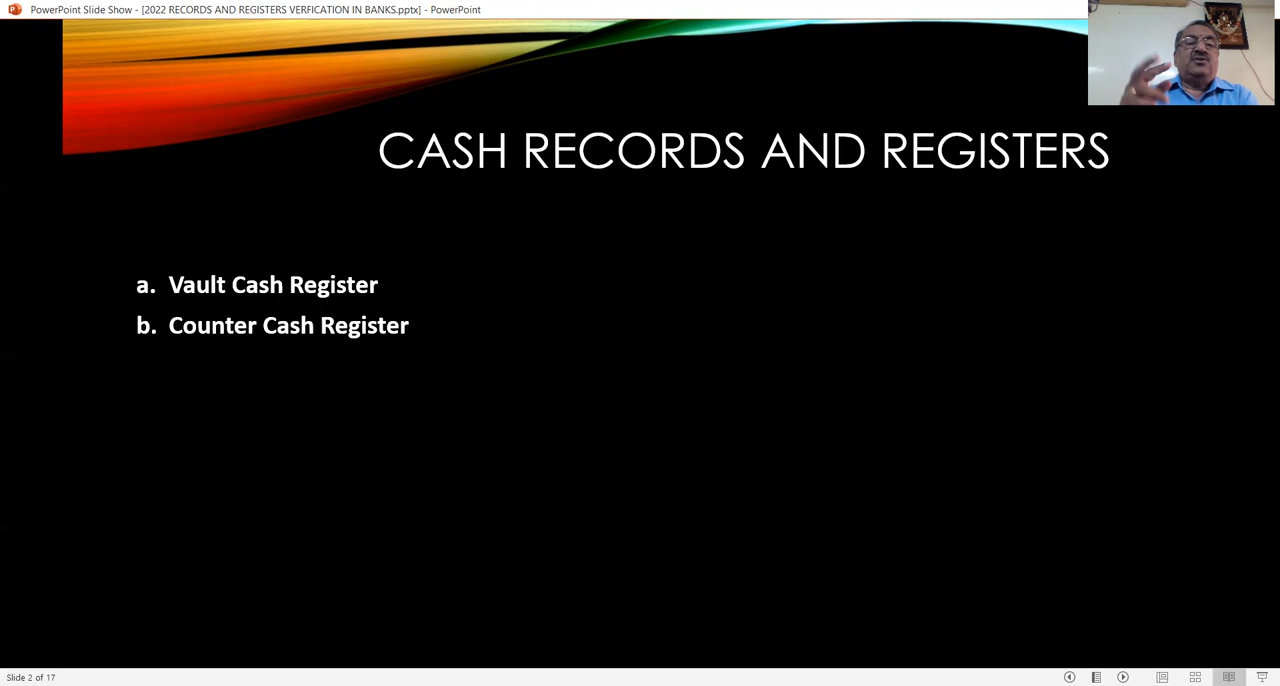 PowerPoint Slide Show - [2022 RECORDS AND REGISTERS VERFICATION IN BANKS.pptx] - PowerPoint
CASH RECORDS AND REGISTERS
a. Vault Cash Register
b. Counter Cash Register
Slide 2 of 17